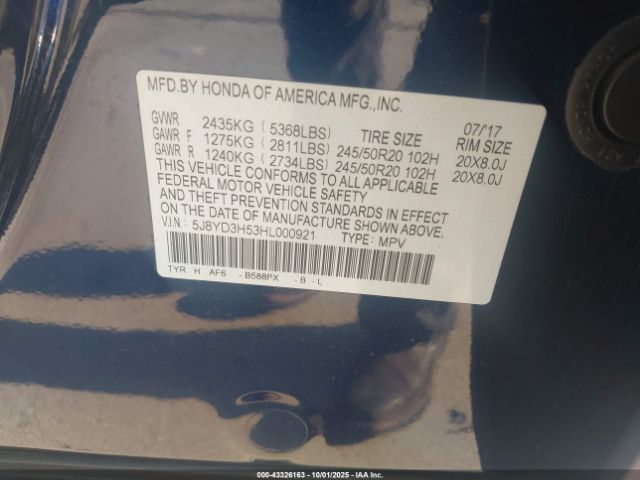 MFD.BY HONDA OF AMERICA MFG.,INC.
GVWR 2435KG (5368LBS) TIRE SIZE 07/'17 RIM SIZE
GAWR F 1275KG (2811LBS) 245/50R20 102H 20X8.0J
GAWR R 1240KG (2734LBS) 245/50R20 102H 20X8.0J
THIS VEHICLE CONFORMS TO ALL APPLICABLE
FEDERAL MOTOR VEHICLE SAFETY
AND THEFT PREVENTION STANDARDS IN EFFECT
ON THE DATE OF MANUFACTURE SHOWN ABOVE.
V.I.N: 5J8YD3H53HL000921 TYPE: MPV
TYR H AF6 -B588PX -B -L
000-43326163 - 10/01/2025 - IAA Inc.